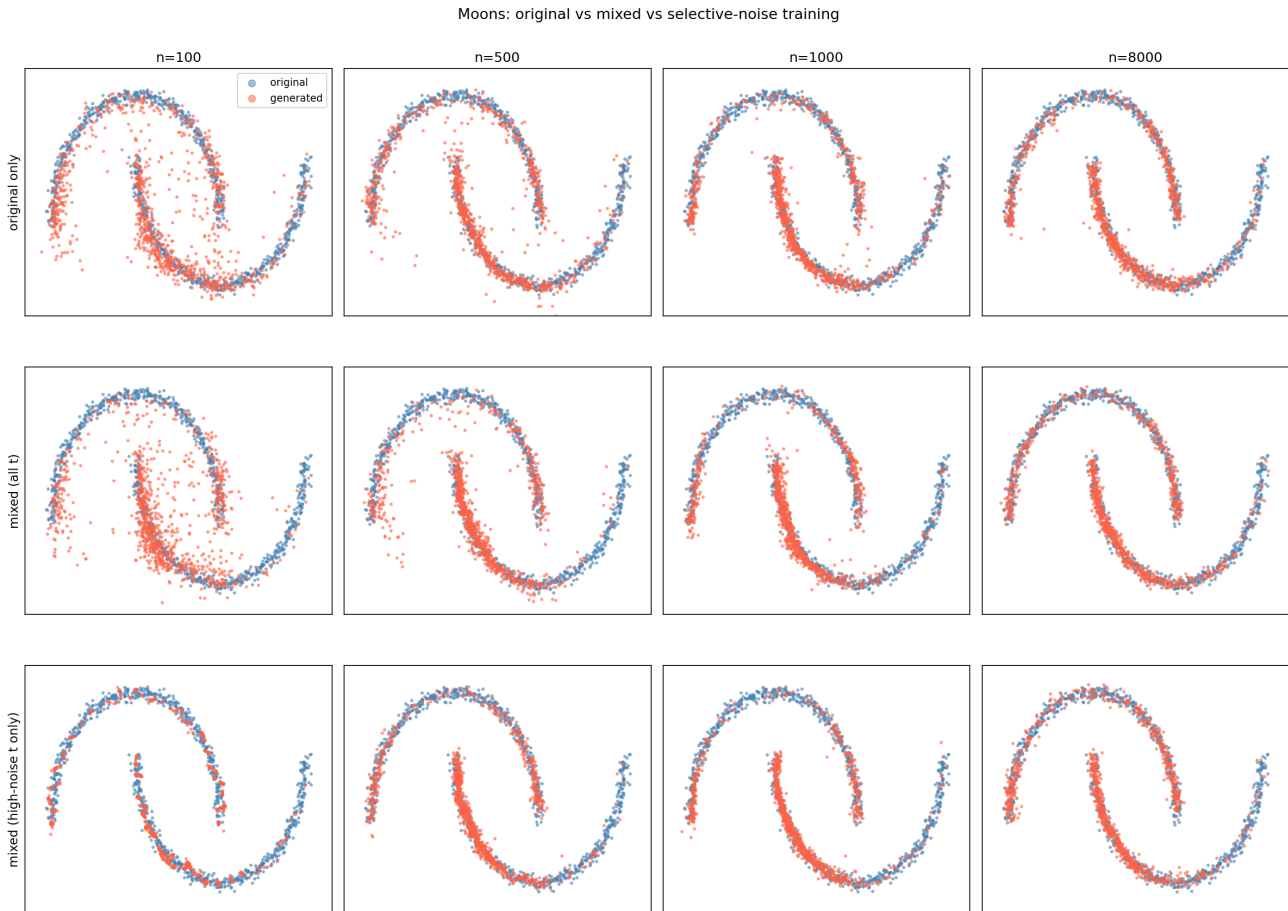 Moons: original vs mixed vs selective-noise training
n=100
n=500
n=1000
n=8000
original
generated
original only
mixed (all t)
mixed (high-noise t only)